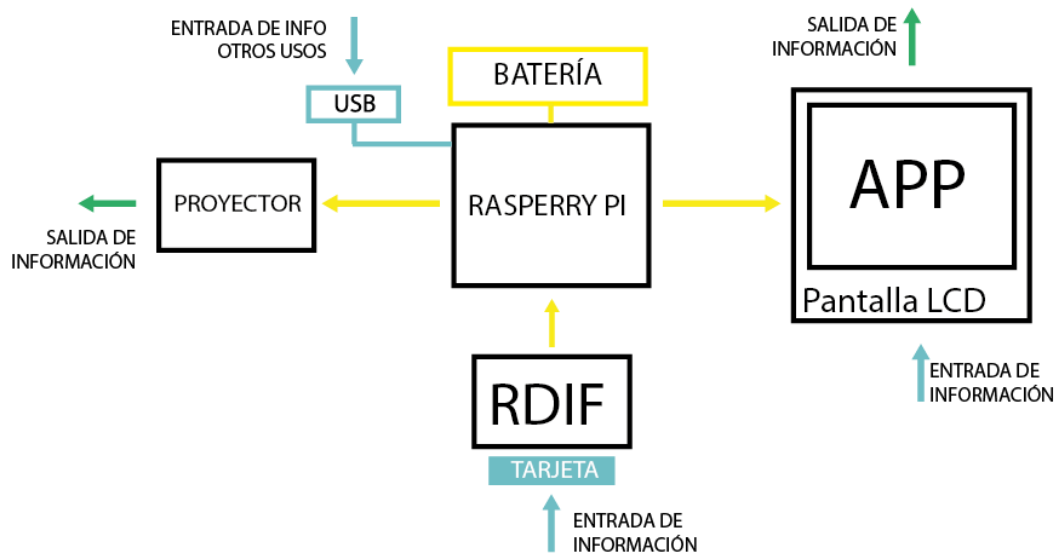 ENTRADA DE INFO
OTROS USOS
SALIDA DE
INFORMACIÓN
BATERÍA
USB
APP
PROYECTOR
RASPERRY PI
SALIDA DE
INFORMACIÓN
Pantalla LCD
RDIF
ENTRADA DE
INFORMACIÓN
TARJETA
ENTRADA DE
INFORMACIÓN